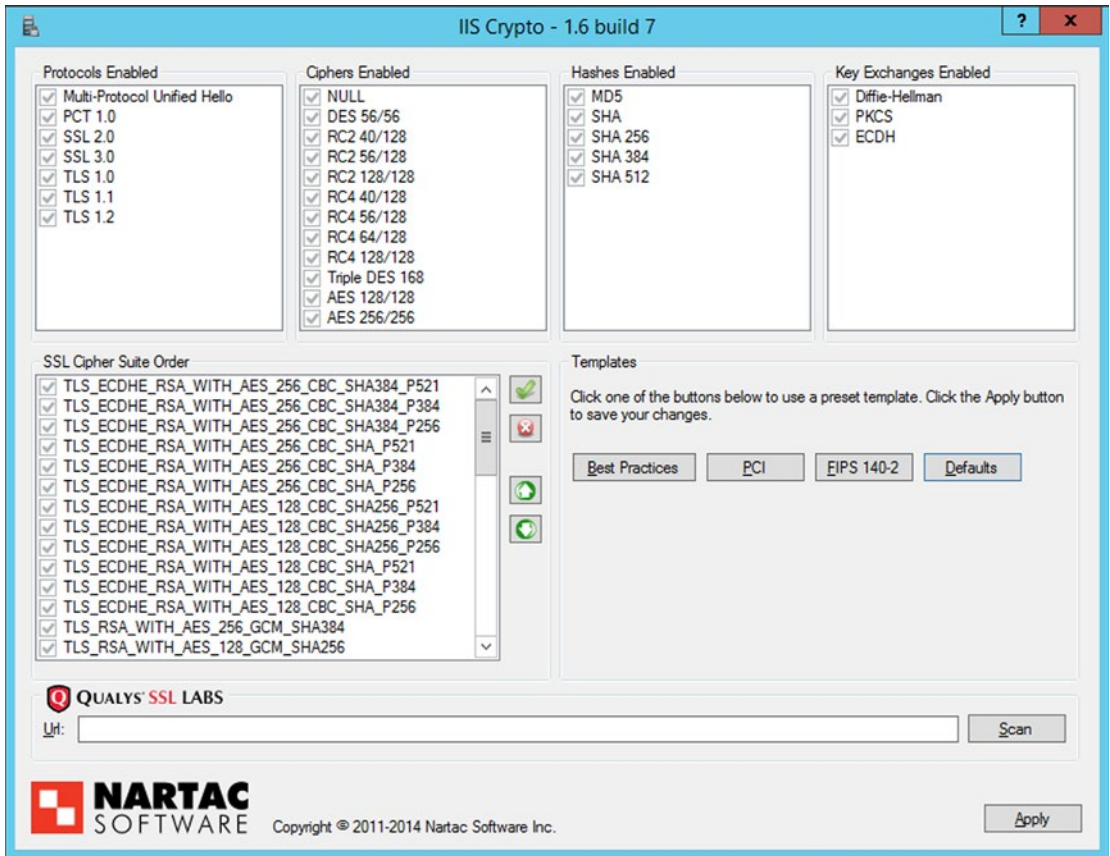 IIS Crypto - 1.6 build 7
?
x
Protocols Enabled
Multi-Protocol Unified Hello
PCT 1.0
SSL 2.0
SSL 3.0
TLS 1.0
TLS 1.1
TLS 1.2
Ciphers Enabled
NULL
DES 56/56
RC2 40/128
RC2 56/128
RC2 128/128
RC4 40/128
RC4 56/128
RC4 64/128
RC4 128/128
Triple DES 168
AES 128/128
AES 256/256
Hashes Enabled
MD5
SHA
SHA 256
SHA 384
SHA 512
Key Exchanges Enabled
Diffie-Hellman
PKCS
ECDH
SSL Cipher Suite Order
TLS_ECDHE_RSA_WITH_AES_256_CBC_SHA384_P521
TLS_ECDHE_RSA_WITH_AES_256_CBC_SHA384_P384
TLS_ECDHE_RSA_WITH_AES_256_CBC_SHA384_P256
TLS_ECDHE_RSA_WITH_AES_256_CBC_SHA_P521
TLS_ECDHE_RSA_WITH_AES_256_CBC_SHA_P384
TLS_ECDHE_RSA_WITH_AES_256_CBC_SHA_P256
TLS_ECDHE_RSA_WITH_AES_128_CBC_SHA256_P521
TLS_ECDHE_RSA_WITH_AES_128_CBC_SHA256_P384
TLS_ECDHE_RSA_WITH_AES_128_CBC_SHA256_P256
TLS_ECDHE_RSA_WITH_AES_128_CBC_SHA_P521
TLS_ECDHE_RSA_WITH_AES_128_CBC_SHA_P384
TLS_ECDHE_RSA_WITH_AES_128_CBC_SHA_P256
TLS_RSA_WITH_AES_256_GCM_SHA384
TLS_RSA_WITH_AES_128_GCM_SHA256
Templates
Click one of the buttons below to use a preset template. Click the Apply button
to save your changes.
Best Practices
PCI
FIPS 140-2
Defaults
Q QUALYS' SSL LABS
Url:
Scan
NARTAC
SOFTWARE
Copyright © 2011-2014 Nartac Software Inc.
Apply